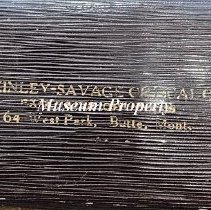 INLEY-SAVAGE OPTICAL C
Museum Property
64 West Park, Butte, Mont.